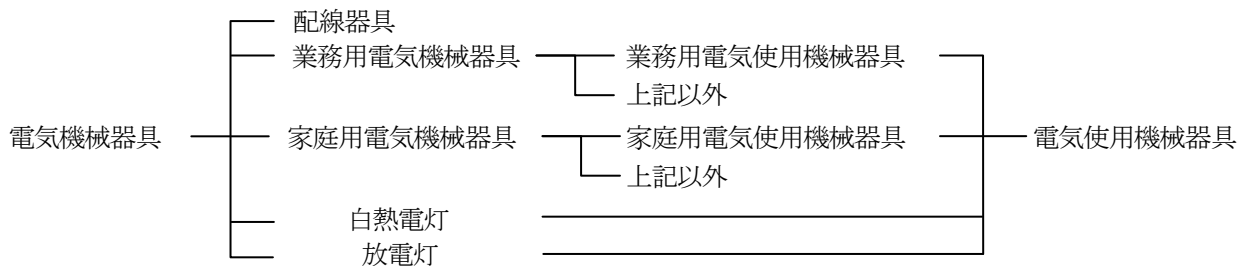 配線器具
業務用電気機械器具 業務用電気使用機械器具
上記以外
電気機械器具 家庭用電気機械器具 家庭用電気使用機械器具 電気使用機械器具
上記以外
白熱電灯
放電灯